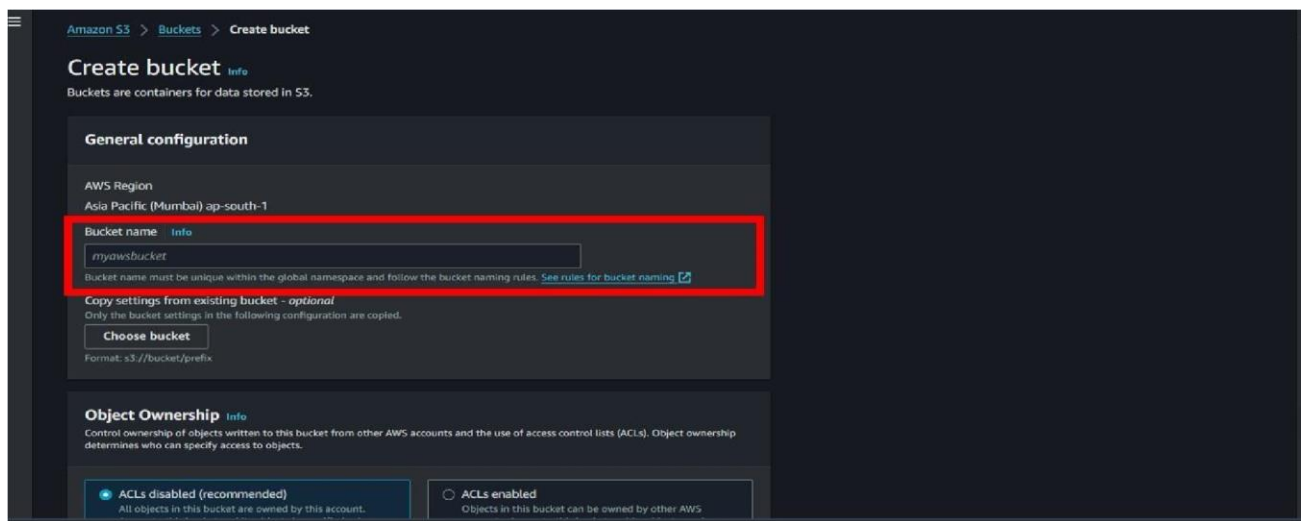 Amazon S3 > Buckets > Create bucket
Create bucket Info
Buckets are containers for data stored in S3.
General configuration
AWS Region
Asia Pacific (Mumbai) ap-south-1
Bucket name Info
myawsbucket
Bucket name must be unique within the global namespace and follow the bucket naming rules. See rules for bucket naming
Copy settings from existing bucket - optional
Only the bucket settings in the following configuration are copied.
Choose bucket
Format: s3://bucket/prefix
Object Ownership Info
Control ownership of objects written to this bucket from other AWS accounts and the use of access control lists (ACLs). Object ownership
determines who can specify access to objects.
ACLs disabled (recommended)
All objects in this bucket are owned by this account.
ACLs enabled
Objects in this bucket can be owned by other AWS